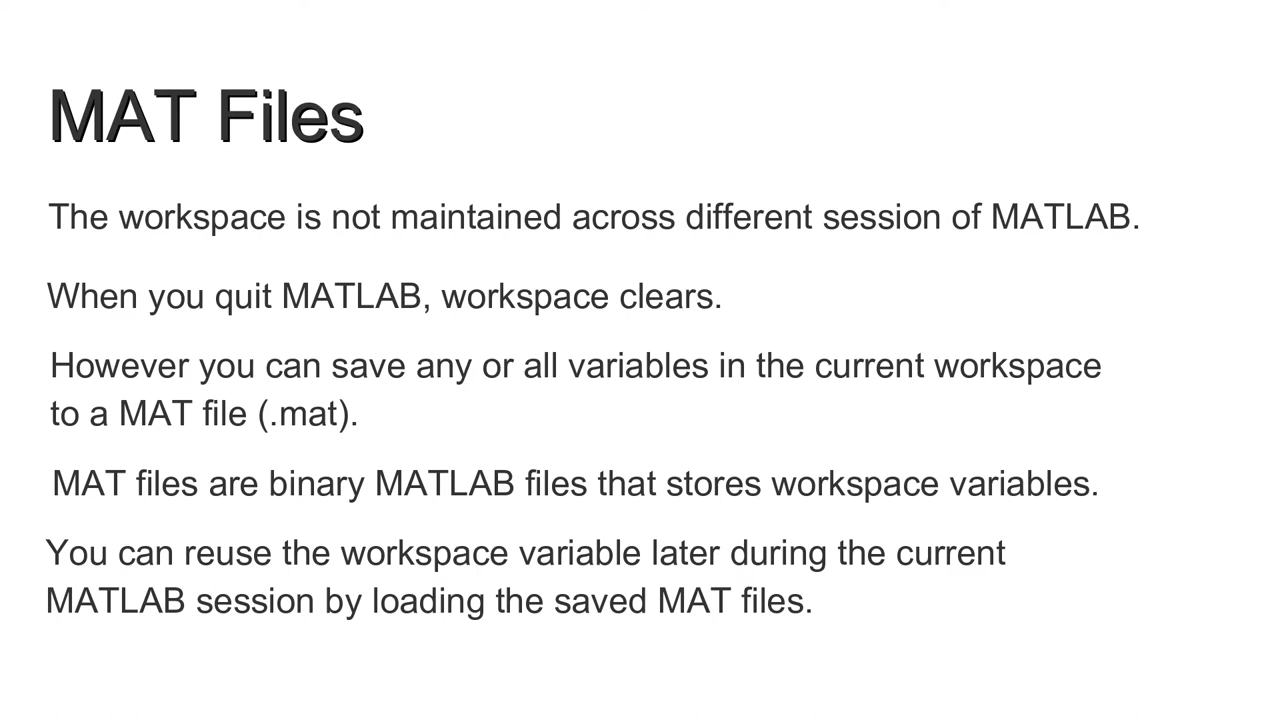 MAT Files
The workspace is not maintained across different session of MATLAB.
When you quit MATLAB, workspace clears.
However you can save any or all variables in the current workspace
to a MAT file (.mat).
MAT files are binary MATLAB files that stores workspace variables.
You can reuse the workspace variable later during the current
MATLAB session by loading the saved MAT files.